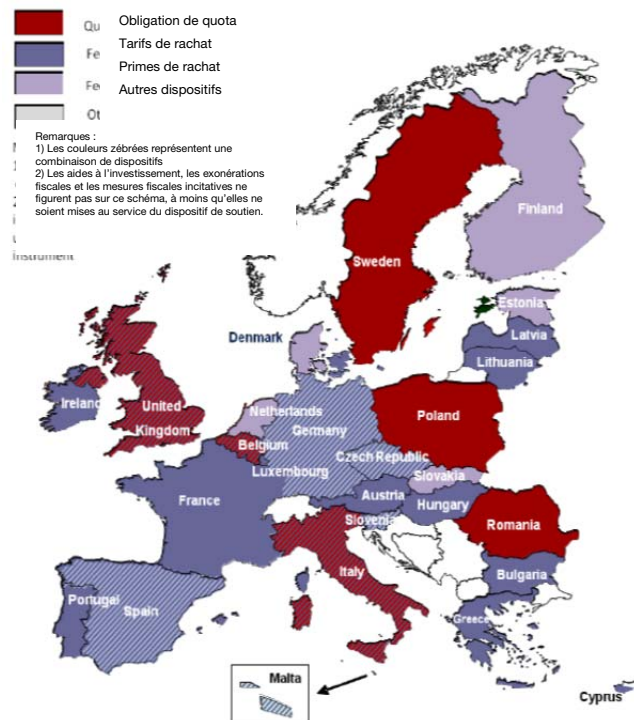 Obligation de quota
Tarifs de rachat
Primes de rachat
Autres dispositifs
Qu
Fe
Fe
Ot
Remarques :
1) Les couleurs zébrées représentent une
combinaison de dispositifs
2) Les aides à l'investissement, les exonérations
fiscales et les mesures fiscales incitatives ne
figurent pas sur ce schéma, à moins qu'elles ne
soient mises au service du dispositif de soutien.
instrument
Finland
Sweden
Estonia
Denmark
Latvia
Lithuania
Ireland
United
Kingdom
Netherlands
Germany
Poland
Belgium
Czech Republic
Luxembourg
Slovakia
France
Austria
Hungary
Slovenia
Romania
Italy
Bulgaria
Portugal
Spain
Greece
Malta
Cyprus